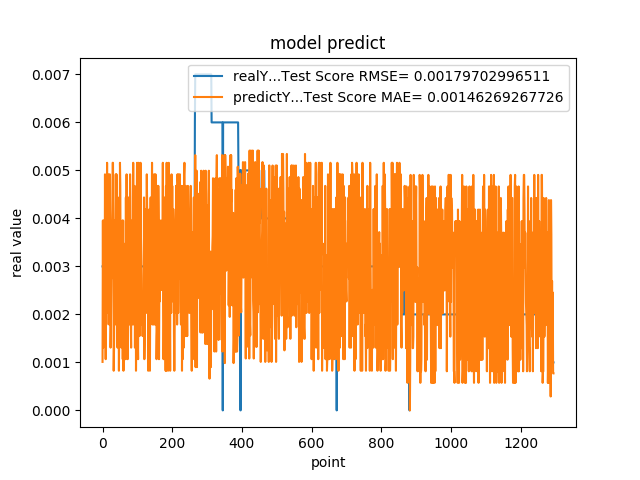 model predict
realY...Test Score RMSE= 0.00179702996511
predictY...Test Score MAE= 0.00146269267726
0.007
0.006
0.005
0.004
0.003
0.002
0.001
0.000
real value
0 200 400 600 800 1000 1200
point